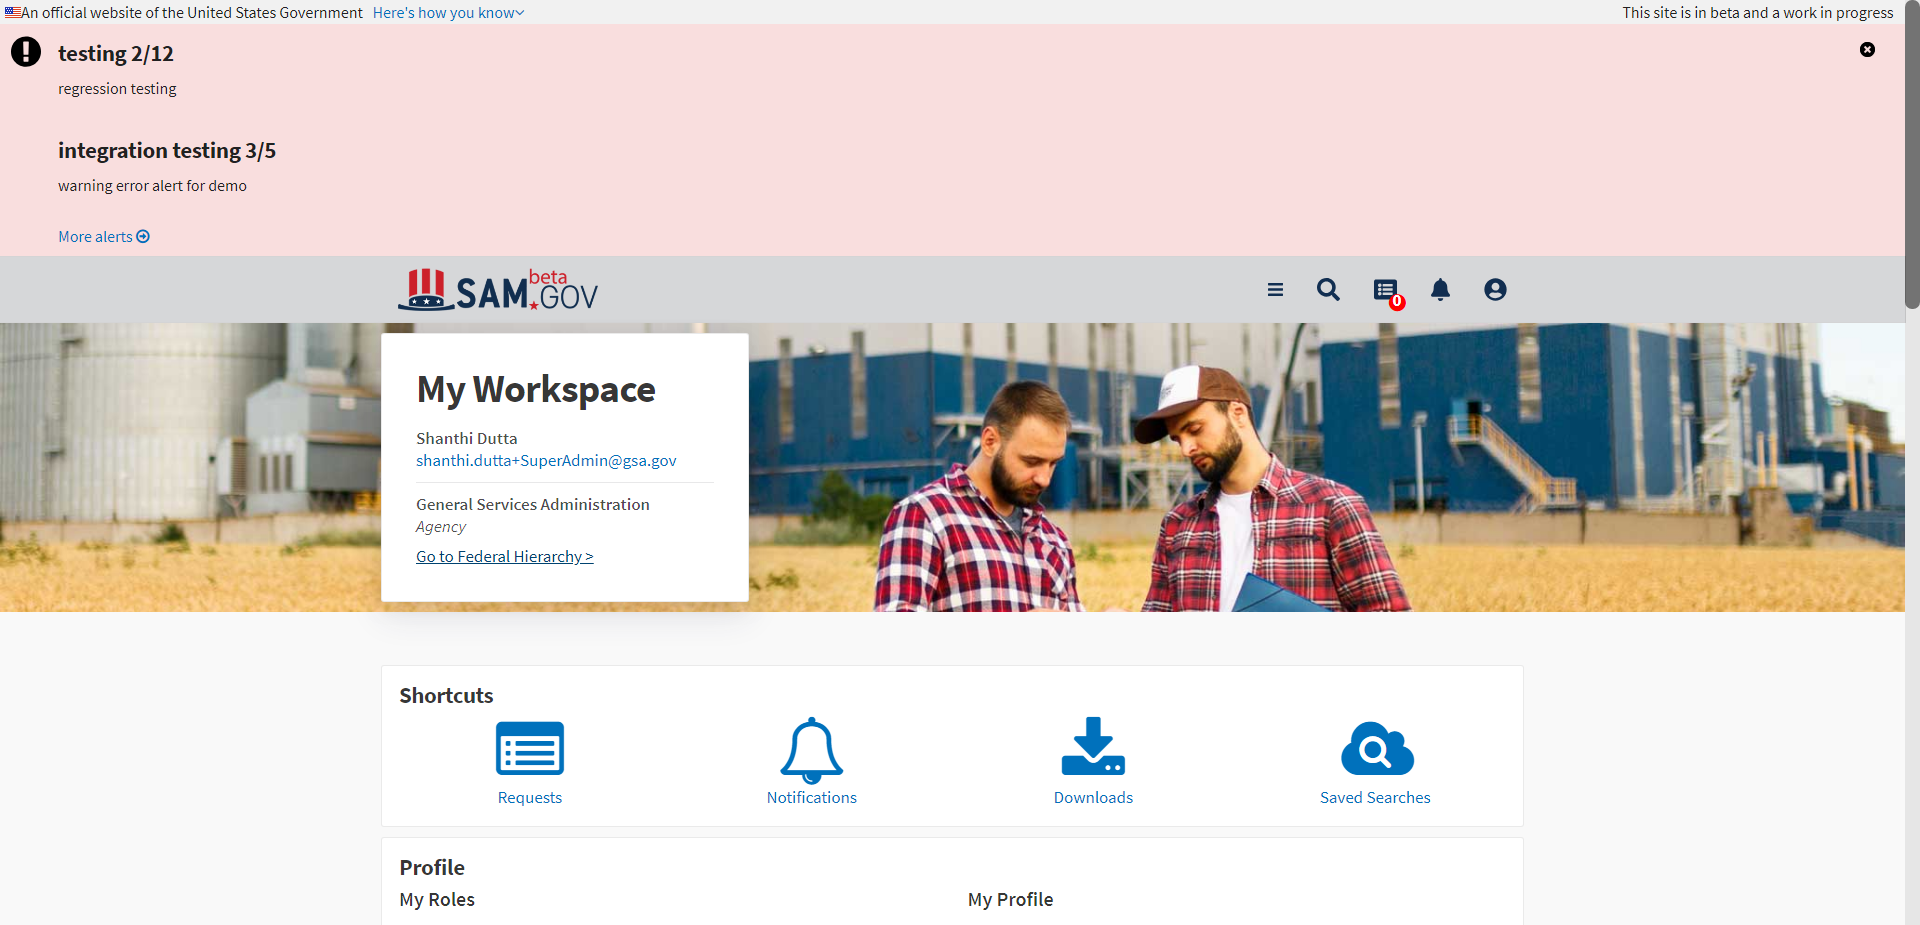 An official website of the United States Government Here's how you know
This site is in beta and a work in progress
testing 2/12
regression testing
integration testing 3/5
warning error alert for demo
More alerts
SAM.GOV beta
0
My Workspace
Shanthi Dutta
shanthi.dutta+SuperAdmin@gsa.gov
General Services Administration
Agency
Go to Federal Hierarchy >
Shortcuts
Requests
Notifications
Downloads
Saved Searches
Profile
My Roles
My Profile